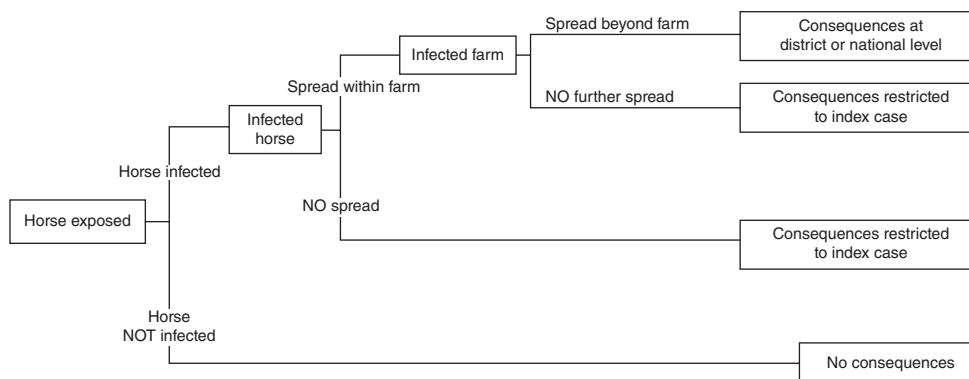 Spread beyond farm
Consequences at
district or national level
Infected farm
Spread within farm
NO further spread
Consequences restricted
to index case
Infected
horse
Horse infected
NO spread
Horse exposed
Consequences restricted
to index case
Horse
NOT infected
No consequences